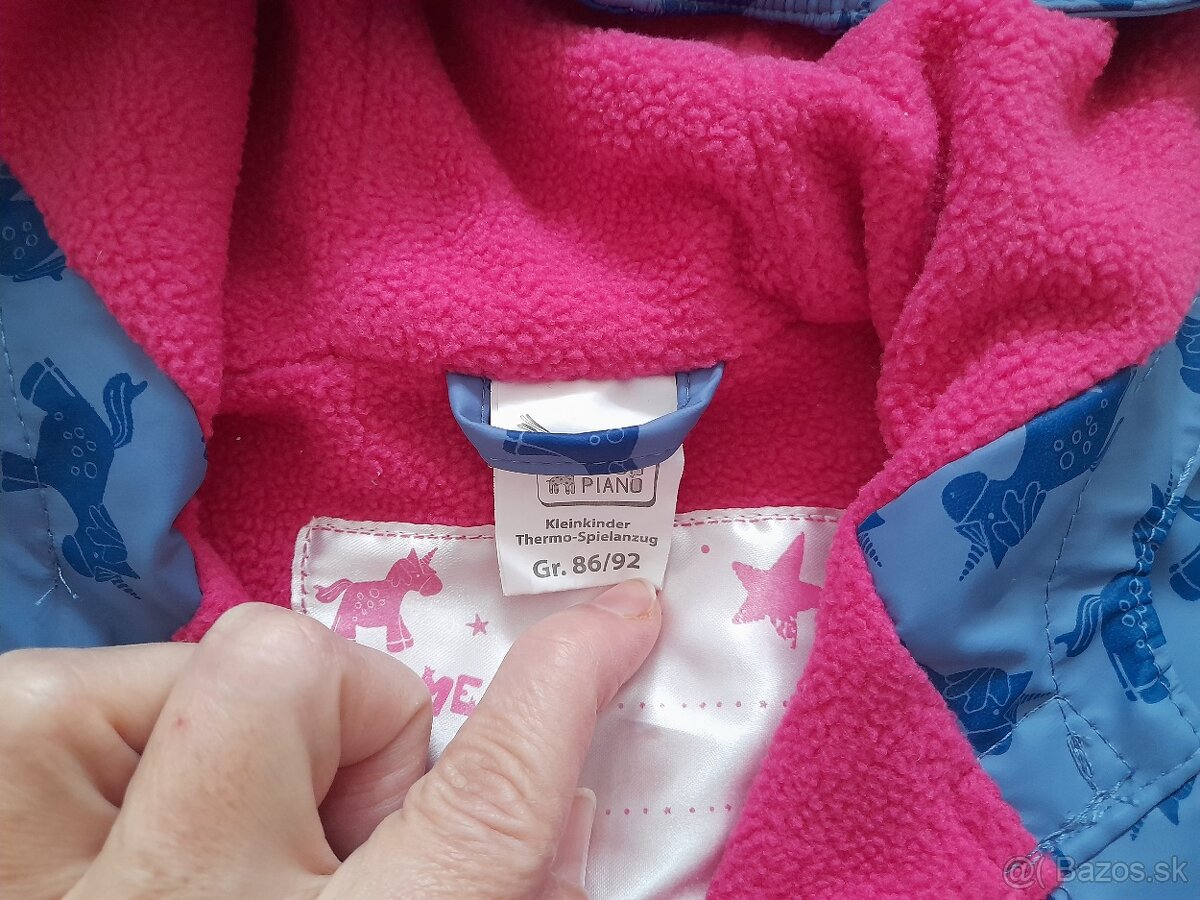 PIANO
Kleinkinder
Thermo-Spielanzug
Gr. 86/92
@( Bazos.sk